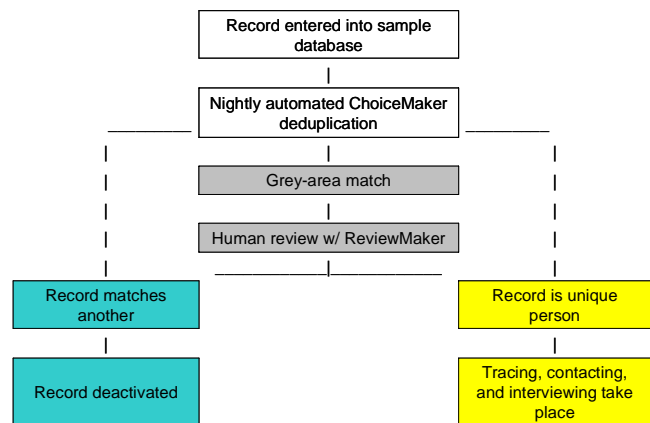 Record entered into sample
database
Nightly automated ChoiceMaker
deduplication
Grey-area match
Human review w/ ReviewMaker
Record matches
another
Record is unique
person
Record deactivated
Tracing, contacting,
and interviewing take
place